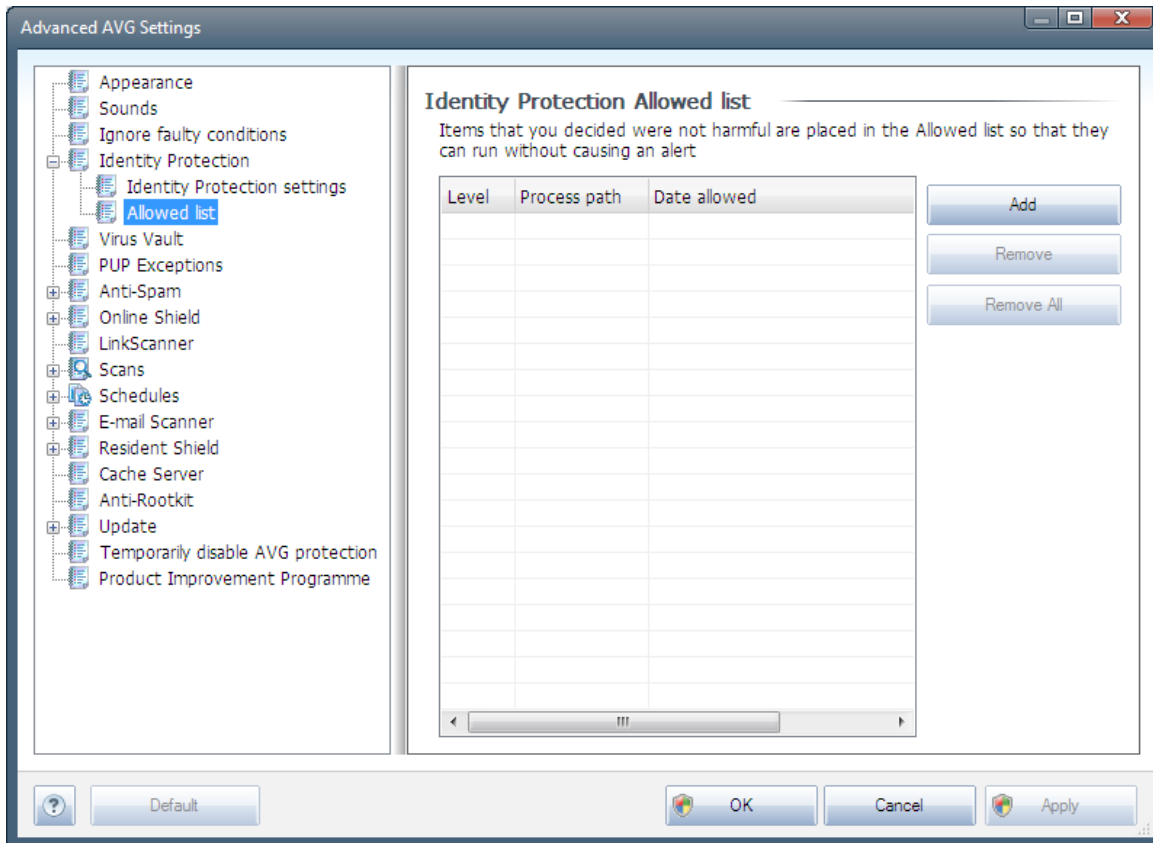 Advanced AVG Settings
Appearance
Sounds
Ignore faulty conditions
Identity Protection
Identity Protection settings
Allowed list
Virus Vault
PUP Exceptions
Anti-Spam
Online Shield
LinkScanner
Scans
Schedules
E-mail Scanner
Resident Shield
Cache Server
Anti-Rootkit
Update
Temporarily disable AVG protection
Product Improvement Programme
Identity Protection Allowed list
Items that you decided were not harmful are placed in the Allowed list so that they
can run without causing an alert
Level Process path Date allowed
Add
Remove
Remove All
? Default OK Cancel Apply